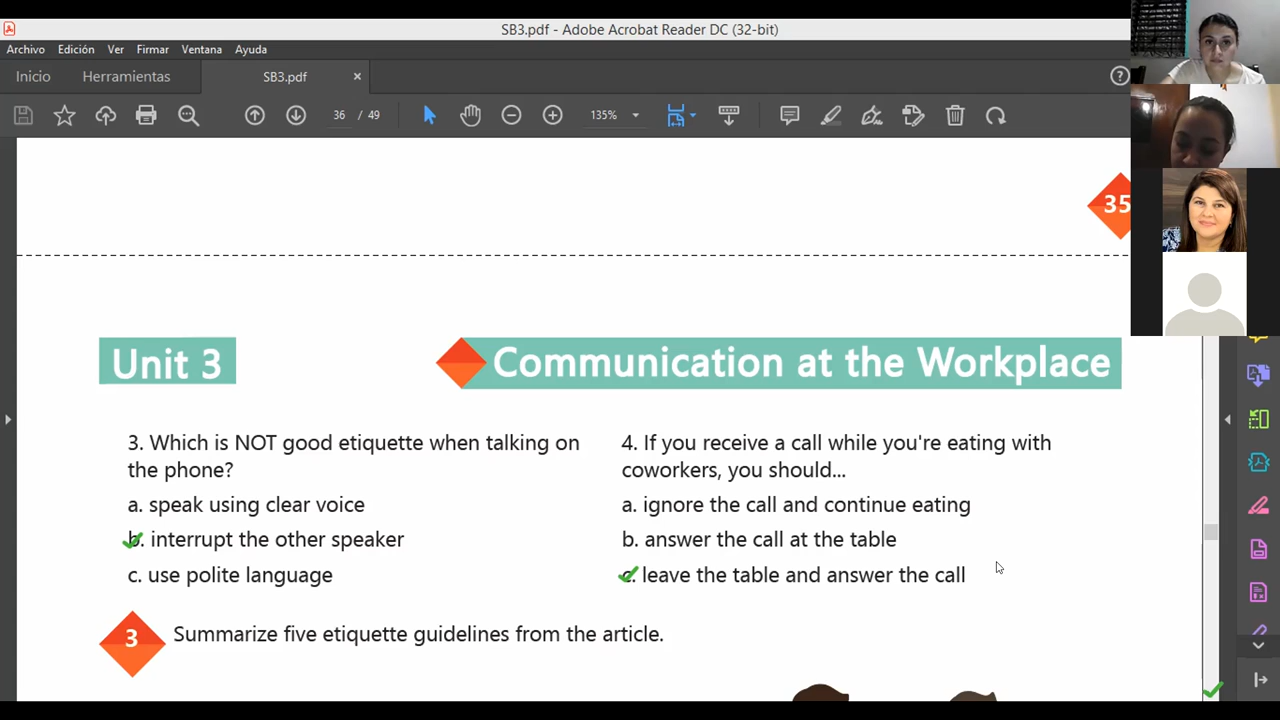 SB3.pdf - Adobe Acrobat Reader DC (32-bit)
Archivo Edición Ver Firmar Ventana Ayuda
Inicio Herramientas SB3.pdf ×
36 / 49 135%
35
Unit 3 Communication at the Workplace
3. Which is NOT good etiquette when talking on
the phone?
a. speak using clear voice
b. interrupt the other speaker
c. use polite language
4. If you receive a call while you're eating with
coworkers, you should...
a. ignore the call and continue eating
b. answer the call at the table
c. leave the table and answer the call
3 Summarize five etiquette guidelines from the article.